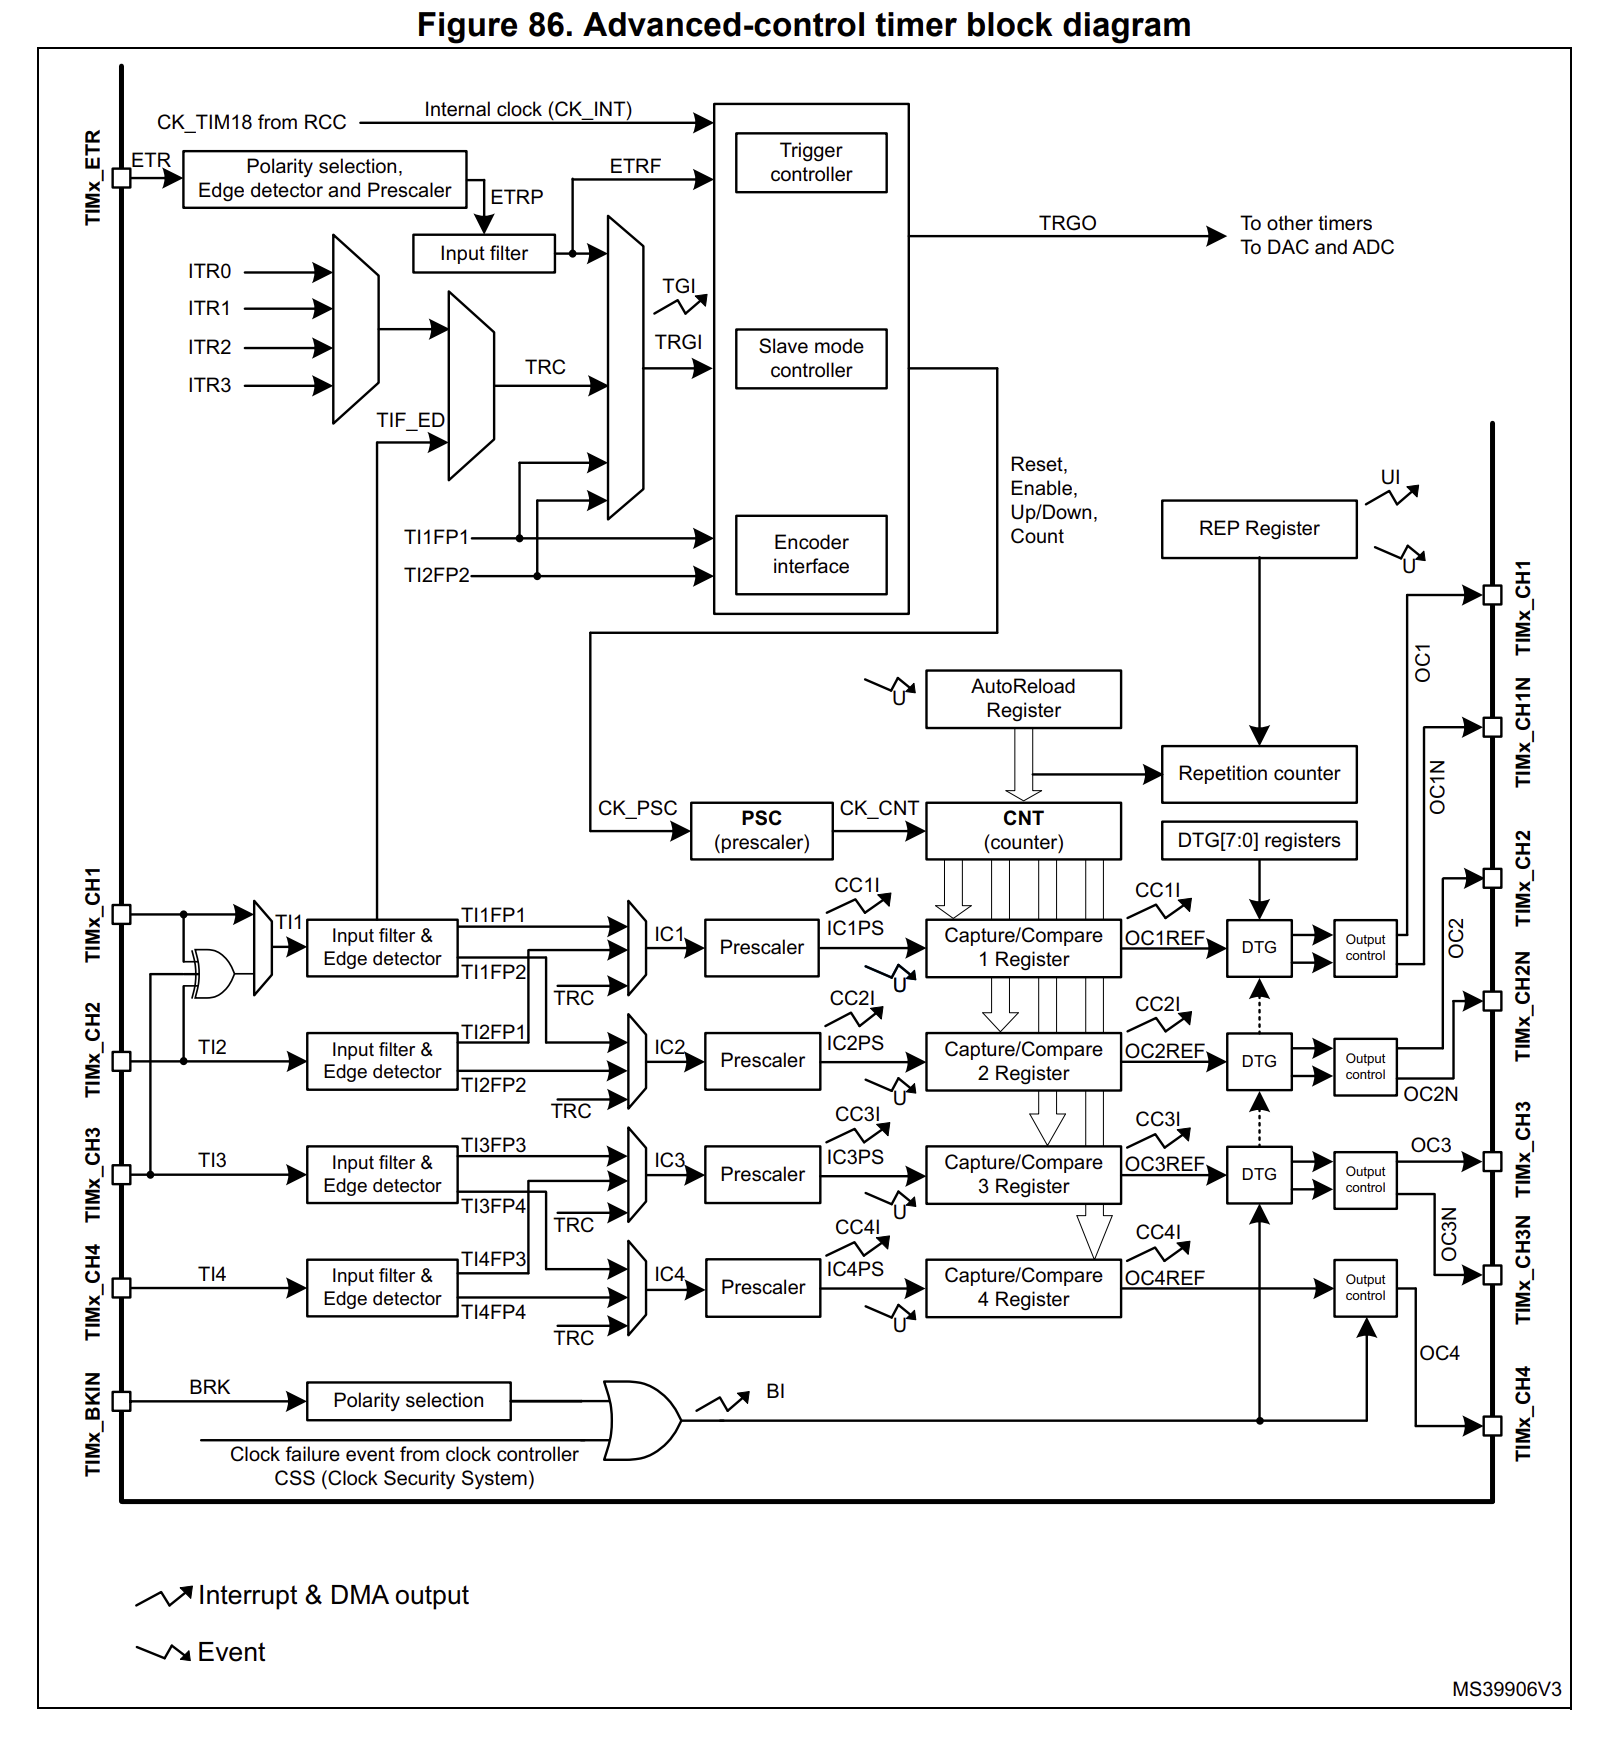 Figure 86. Advanced-control timer block diagram
Internal clock (CK_INT)
CK_TIM18 from RCC
TIMx_ETR
ETR
Polarity selection,
Edge detector and Prescaler
ETRP
ETRF
Input filter
Trigger
controller
TRGO
To other timers
To DAC and ADC
ITR0
ITR1
ITR2
ITR3
TGI
TRGI
TRC
TIF_ED
Slave mode
controller
Reset,
Enable,
Up/Down,
Count
TI1FP1
TI2FP2
Encoder
interface
UI
REP Register
U
TIMx_CH1
OC1
AutoReload
Register
U
TIMx_CH1N
OC1N
Repetition counter
CK_PSC
PSC
(prescaler)
CK_CNT
CNT
(counter)
DTG[7:0] registers
TIMx_CH2
OC2
TIMx_CH1
TI1
Input filter &
Edge detector
TI1FP1
TI1FP2
TRC
IC1
Prescaler
CC1I
IC1PS
U
Capture/Compare
1 Register
CC1I
OC1REF
DTG
Output
control
TIMx_CH2N
TIMx_CH2
TI2
Input filter &
Edge detector
TI2FP1
TI2FP2
TRC
IC2
Prescaler
CC2I
IC2PS
U
Capture/Compare
2 Register
CC2I
OC2REF
DTG
Output
control
OC2N
TIMx_CH3
TI3
Input filter &
Edge detector
TI3FP3
TI3FP4
TRC
IC3
Prescaler
CC3I
IC3PS
U
Capture/Compare
3 Register
CC3I
OC3REF
DTG
Output
control
OC3
TIMx_CH3
OC3N
TIMx_CH3N
TIMx_CH4
TI4
Input filter &
Edge detector
TI4FP3
TI4FP4
TRC
IC4
Prescaler
CC4I
IC4PS
U
Capture/Compare
4 Register
CC4I
OC4REF
Output
control
OC4
TIMx_CH4
TIMx_BKIN
BRK
Polarity selection
BI
Clock failure event from clock controller
CSS (Clock Security System)
Interrupt & DMA output
Event
MS39906V3